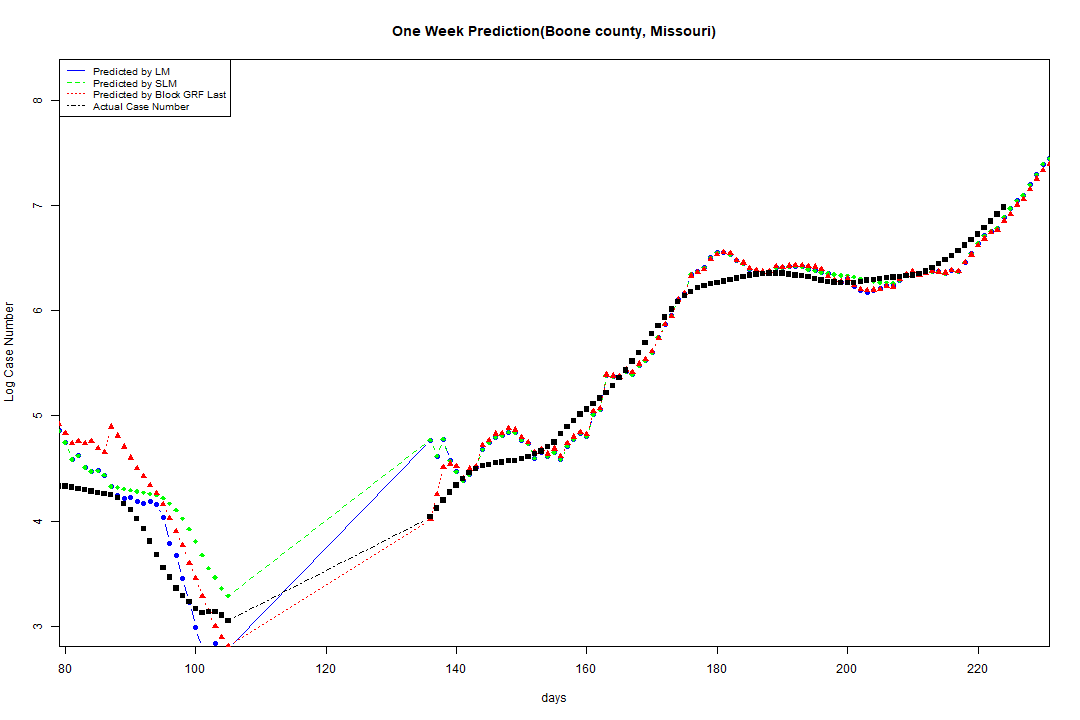 One Week Prediction(Boone county, Missouri)
Predicted by LM
Predicted by SLM
Predicted by Block GRF Last
Actual Case Number
8
7
6
5
4
3
Log Case Number
80 100 120 140 160 180 200 220
days